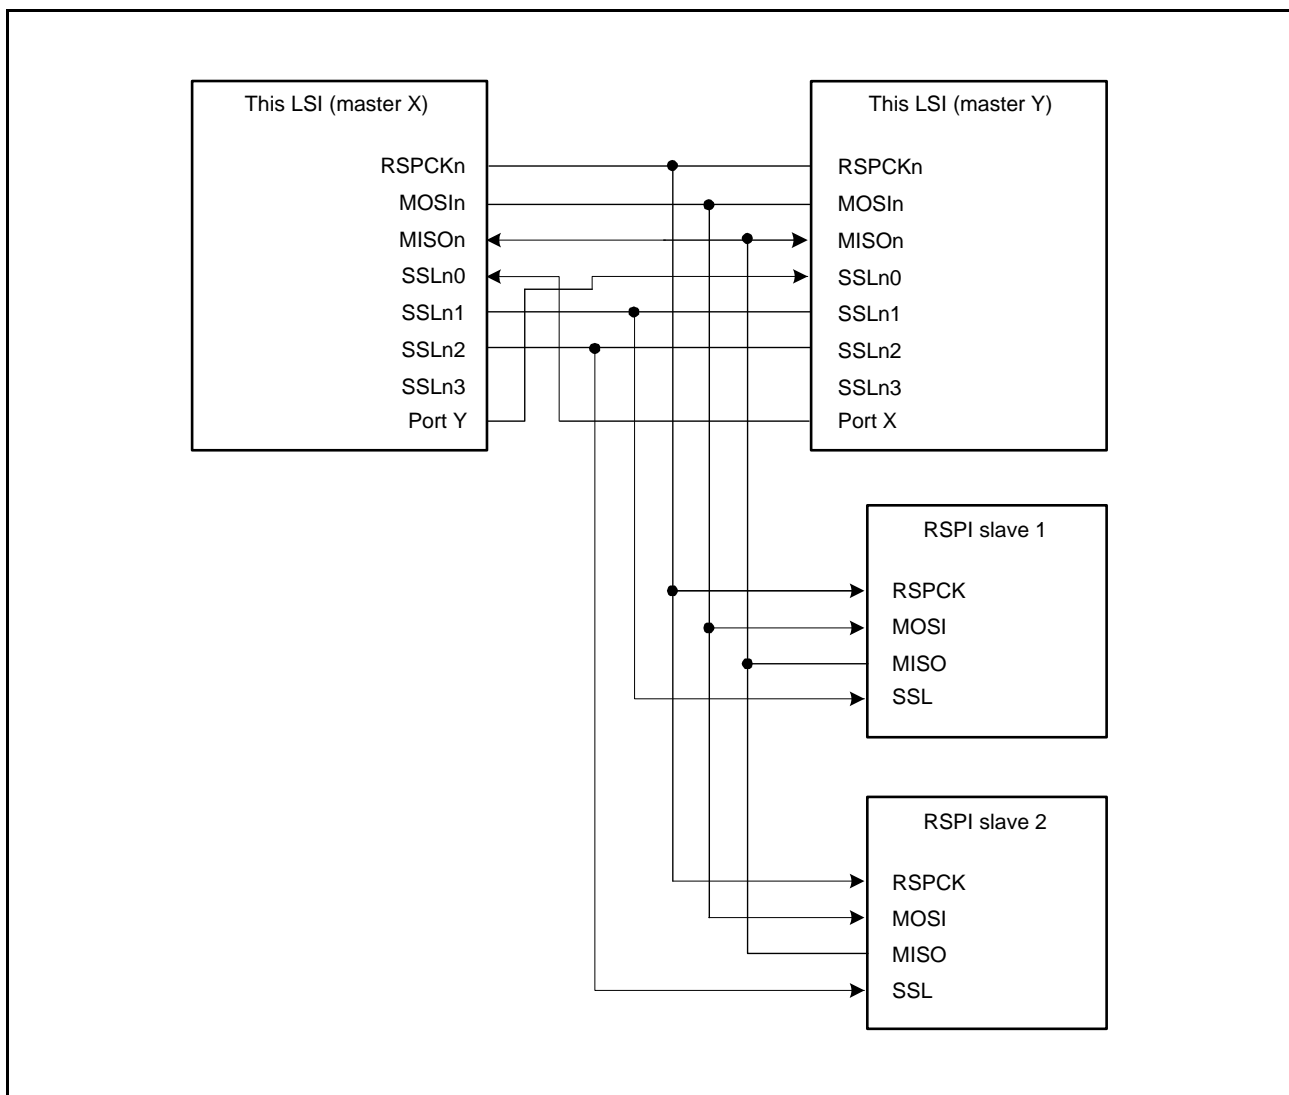 This LSI (master X)
RSPCKn
MOSIn
MISOn
SSLn0
SSLn1
SSLn2
SSLn3
Port Y
This LSI (master Y)
RSPCKn
MOSIn
MISOn
SSLn0
SSLn1
SSLn2
SSLn3
Port X
RSPI slave 1
RSPCK
MOSI
MISO
SSL
RSPI slave 2
RSPCK
MOSI
MISO
SSL